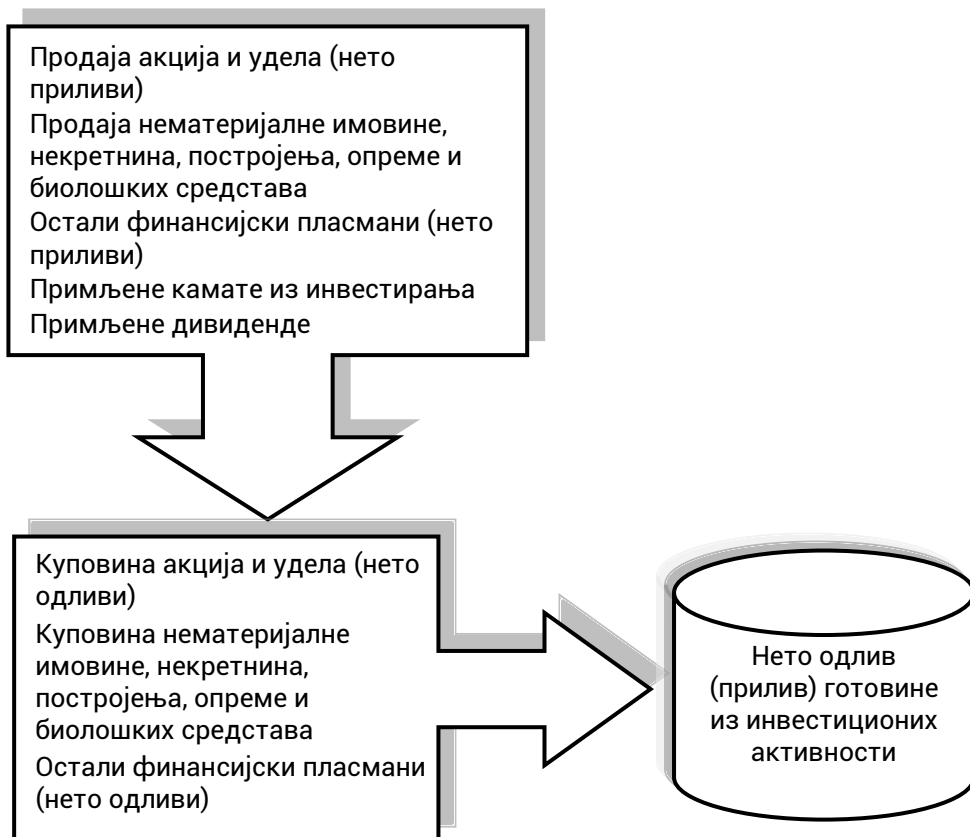 Продаја акција и удела (нето
приливи)
Продаја нематеријалне имовине,
некретнина, постројења, опреме и
биолошких средстава
Остали финансијски пласмани (нето
приливи)
Примљене камате из инвестирања
Примљене дивиденде
Куповина акција и удела (нето
одливи)
Куповина нематеријалне
имовине, некретнина,
постројења, опреме и
биолошких средстава
Остали финансијски пласмани
(нето одливи)
Нето одлив
(прилив) готовине
из инвестиционих
активности